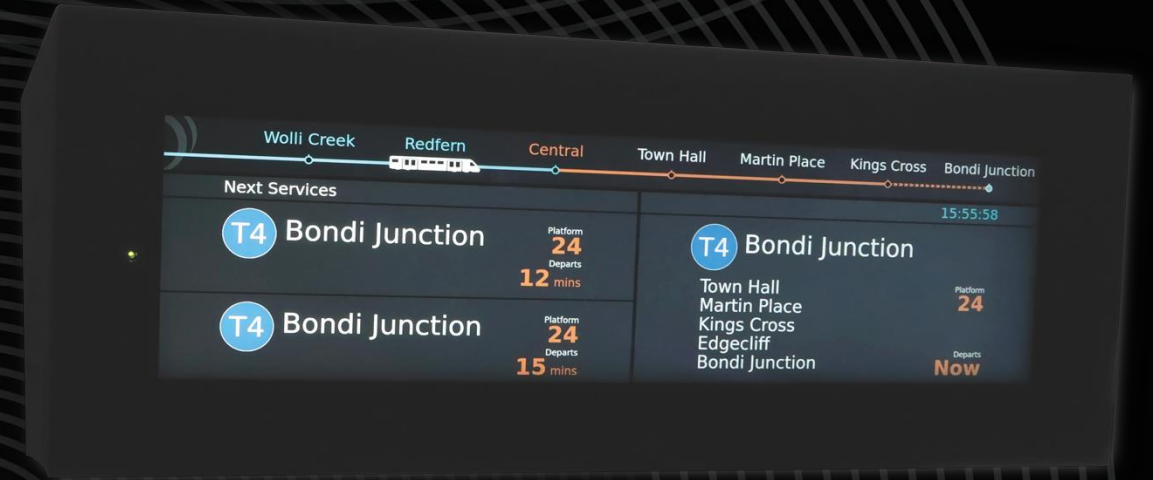 Wolli Creek Redfern Central Town Hall Martin Place Kings Cross Bondi Junction
Next Services
T4 Bondi Junction
Platform
24
Departs
12 mins
T4 Bondi Junction
Platform
24
Departs
15 mins
15:55:58
T4 Bondi Junction
Town Hall
Martin Place
Kings Cross
Edgecliff
Bondi Junction
Platform
24
Departs
Now